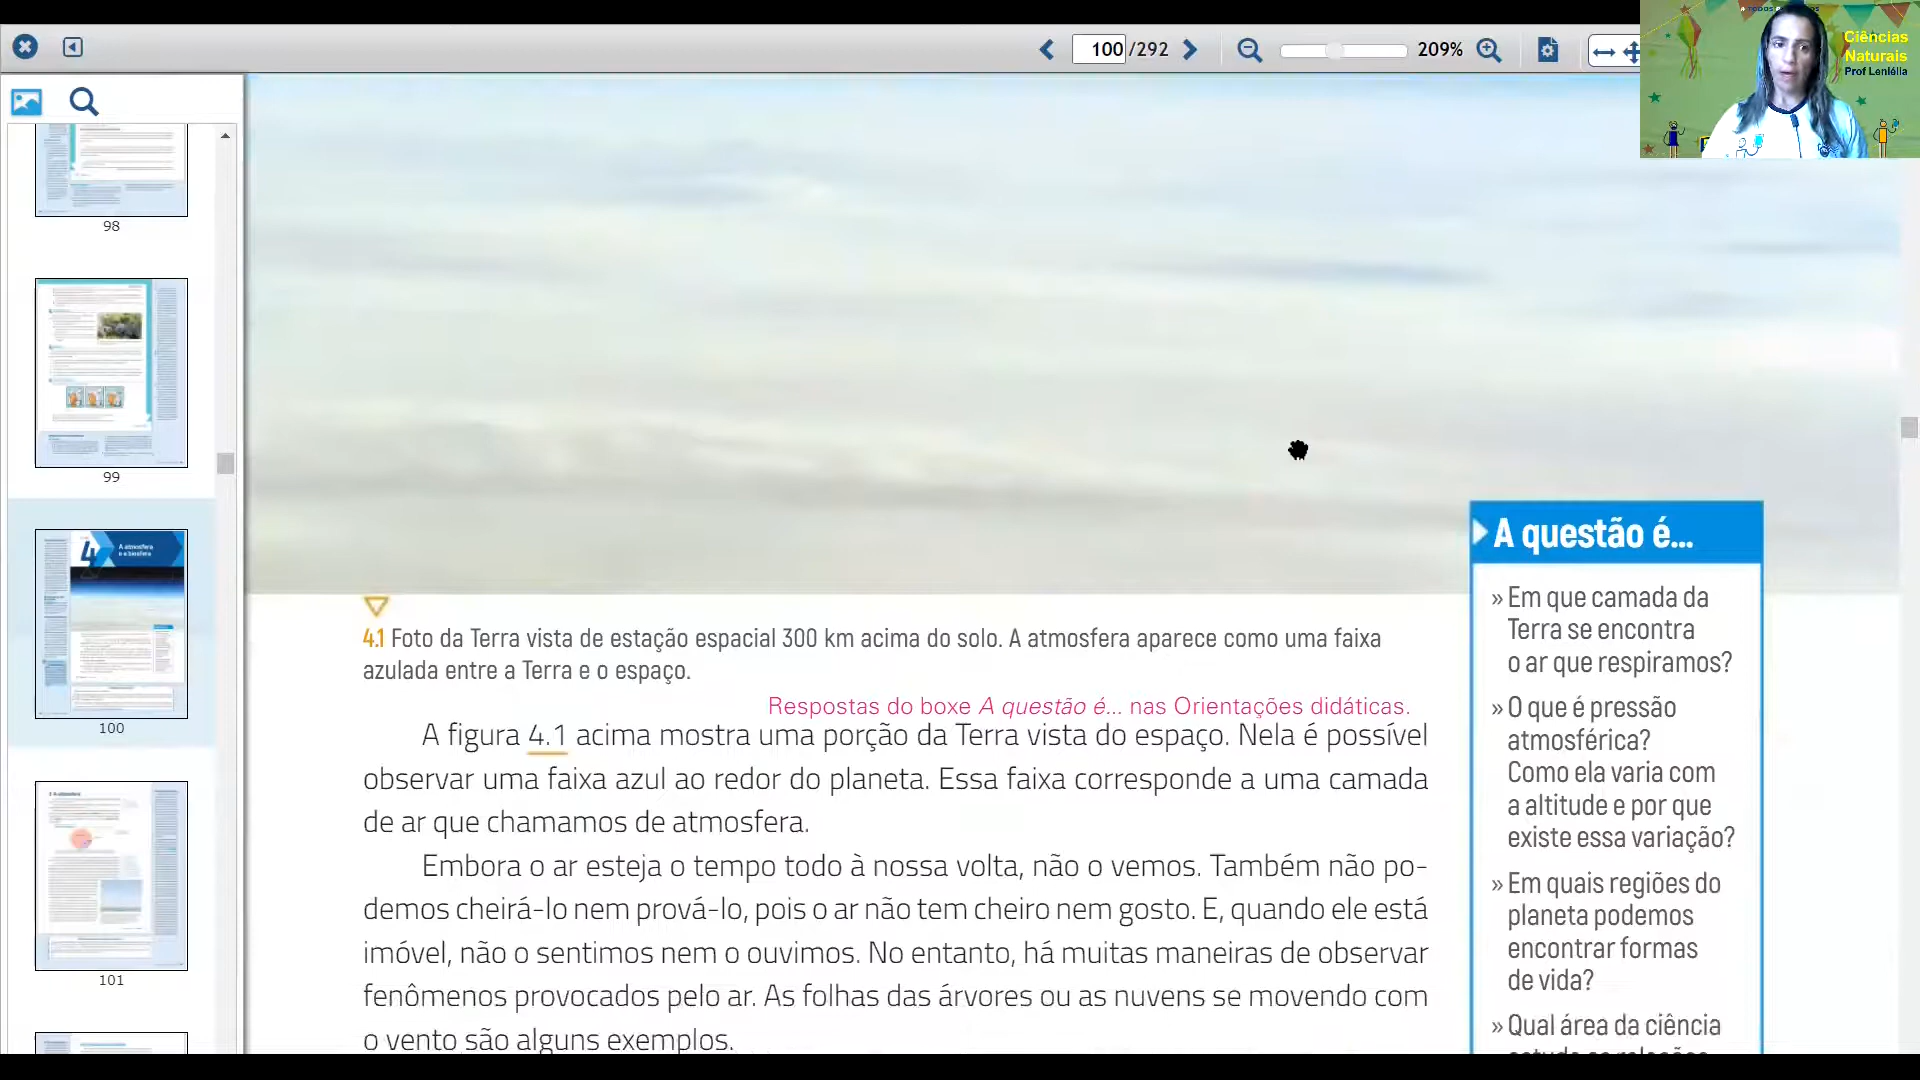 100 /292
209%
Ciências
Naturais
Prof Leniélia
98
99
4
A atmosfera
e a biosfera
100
101
A questão é...
» Em que camada da
Terra se encontra
o ar que respiramos?
» O que é pressão
atmosférica?
Como ela varia com
a altitude e por que
existe essa variação?
» Em quais regiões do
planeta podemos
encontrar formas
de vida?
» Qual área da ciência
4.1 Foto da Terra vista de estação espacial 300 km acima do solo. A atmosfera aparece como uma faixa
azulada entre a Terra e o espaço.
Respostas do boxe A questão é... nas Orientações didáticas.
A figura 4.1 acima mostra uma porção da Terra vista do espaço. Nela é possível
observar uma faixa azul ao redor do planeta. Essa faixa corresponde a uma camada
de ar que chamamos de atmosfera.
Embora o ar esteja o tempo todo à nossa volta, não o vemos. Também não po-
demos cheirá-lo nem prová-lo, pois o ar não tem cheiro nem gosto. E, quando ele está
imóvel, não o sentimos nem o ouvimos. No entanto, há muitas maneiras de observar
fenômenos provocados pelo ar. As folhas das árvores ou as nuvens se movendo com
o vento são alguns exemplos.